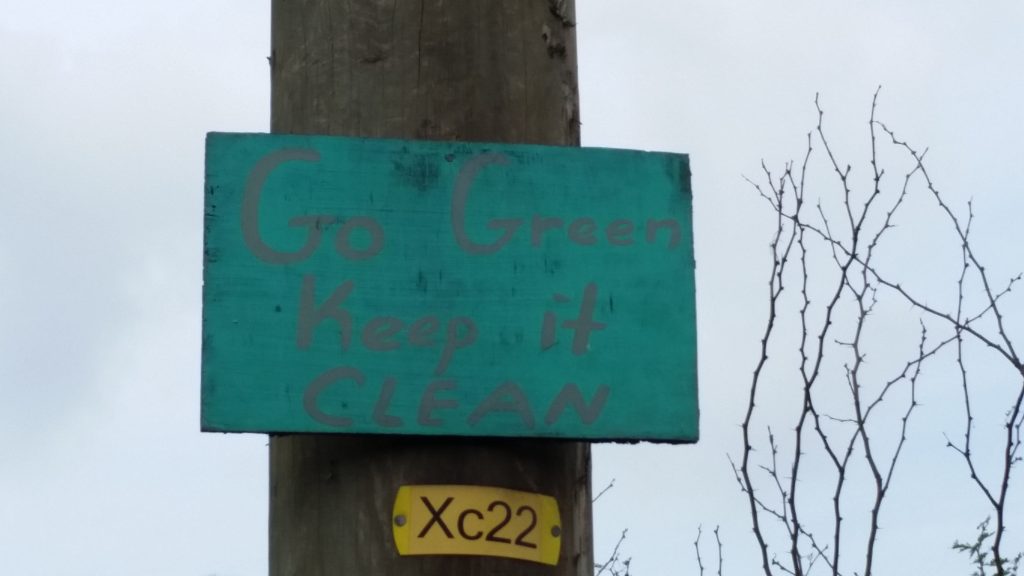 Go Green
Keep it
CLEAN
Xc22